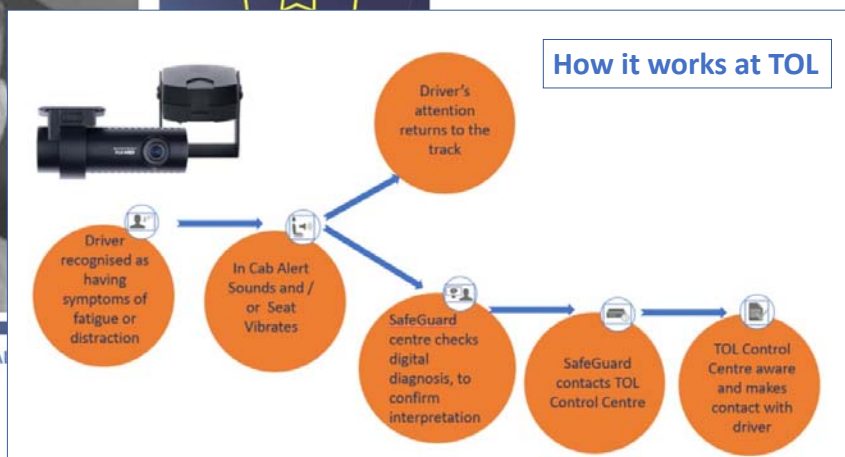 How it works at TOL
Driver’s
attention
returns to the
track
Driver
recognised as
having
symptoms of
fatigue or
distraction
In Cab Alert
Sounds and /
or Seat
Vibrates
SafeGuard
centre checks
digital
diagnosis, to
confirm
interpretation
SafeGuard
contacts TOL
Control Centre
TOL Control
Centre aware
and makes
contact with
driver